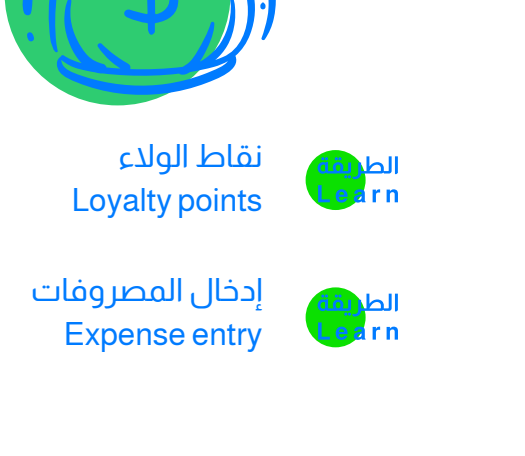 نقاط الولاء
Loyalty points
الطريقة
Learn
إدخال المصروفات
Expense entry
الطريقة
Learn